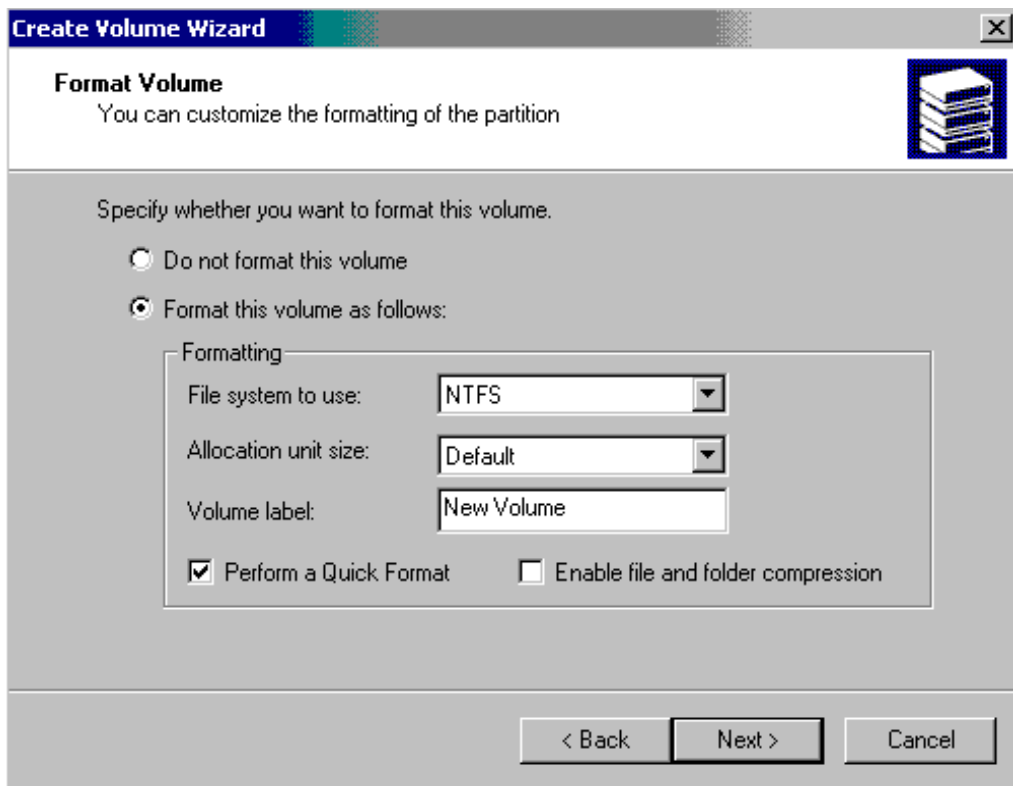 Create Volume Wizard
Format Volume
You can customize the formatting of the partition
Specify whether you want to format this volume.
Do not format this volume
Format this volume as follows:
Formatting
File system to use: NTFS
Allocation unit size: Default
Volume label: New Volume
Perform a Quick Format Enable file and folder compression
< Back Next > Cancel